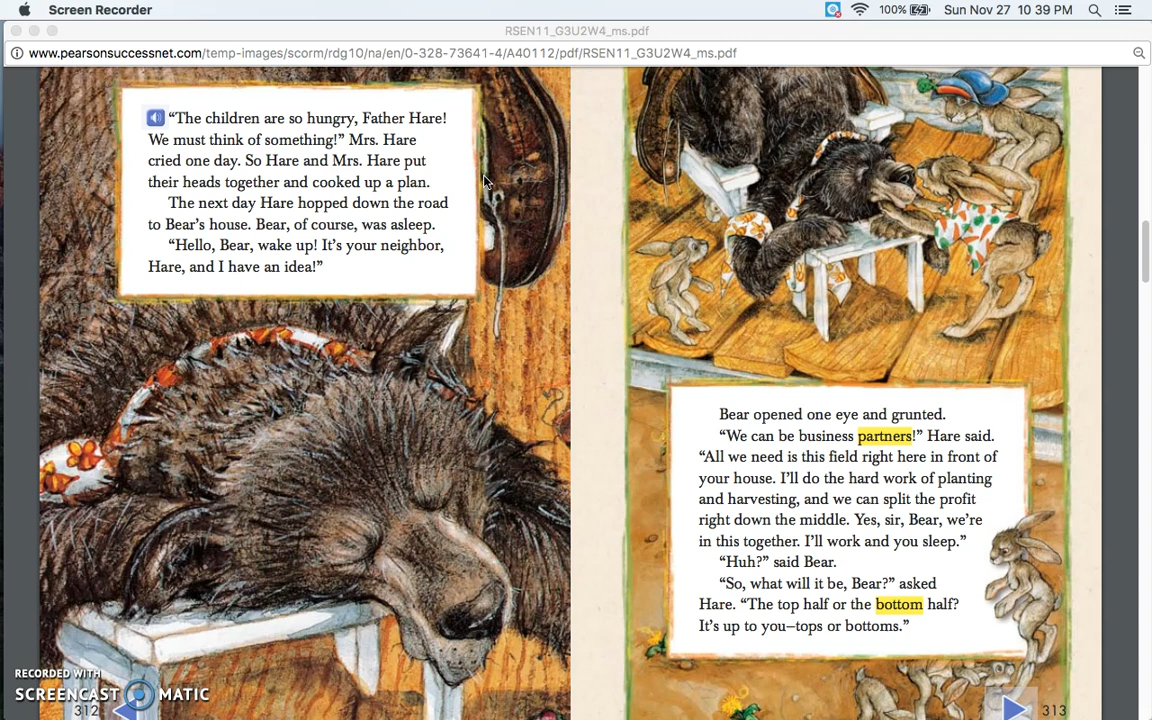 Screen Recorder
100%
Sun Nov 27 10:39 PM
RSEN11_G3U2W4_ms.pdf
www.pearsonsuccessnet.com/temp-images/scorm/rdg10/na/en/0-328-73641-4/A40112/pdf/RSEN11_G3U2W4_ms.pdf
“The children are so hungry, Father Hare!
We must think of something!” Mrs. Hare
cried one day. So Hare and Mrs. Hare put
their heads together and cooked up a plan.
The next day Hare hopped down the road
to Bear’s house. Bear, of course, was asleep.
“Hello, Bear, wake up! It’s your neighbor,
Hare, and I have an idea!”
RECORDED WITH
SCREENCAST MATIC
312
Bear opened one eye and grunted.
“We can be business partners!” Hare said.
“All we need is this field right here in front of
your house. I’ll do the hard work of planting
and harvesting, and we can split the profit
right down the middle. Yes, sir, Bear, we’re
in this together. I’ll work and you sleep.”
“Huh?” said Bear.
“So, what will it be, Bear?” asked
Hare. “The top half or the bottom half?
It’s up to you–tops or bottoms.”
313